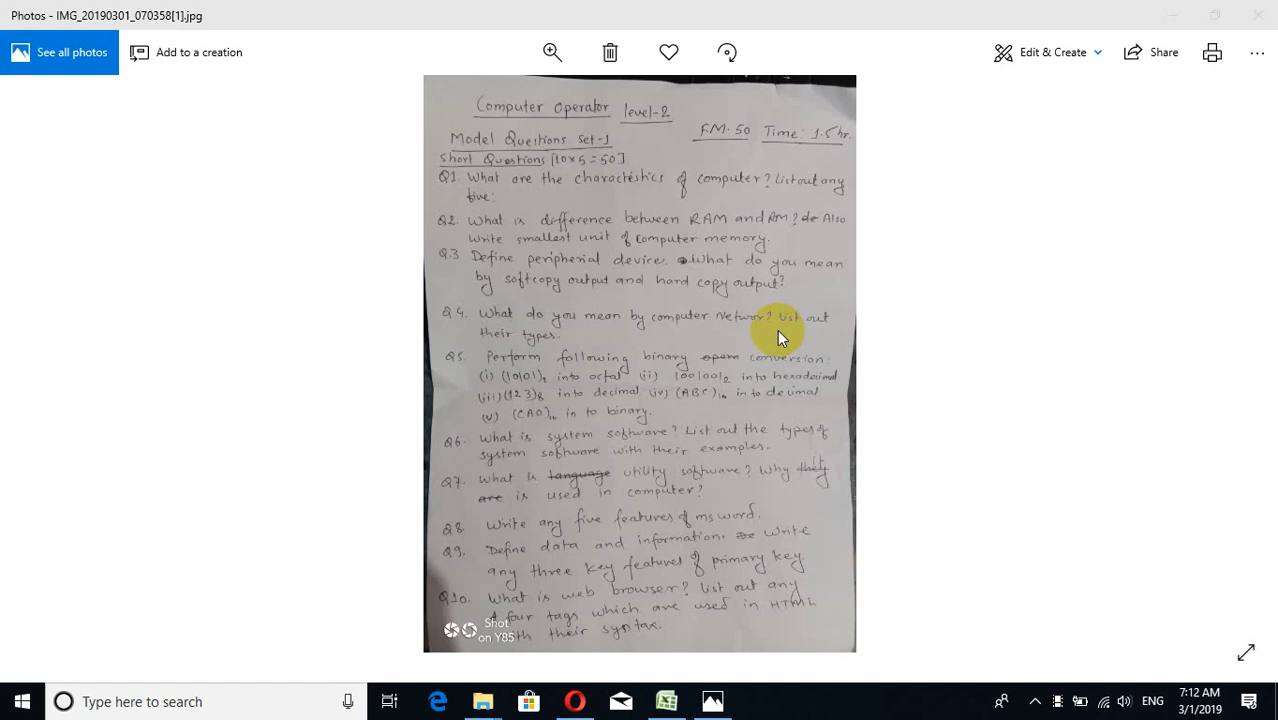 Photos - IMG_20190301_070358[1].jpg
See all photos
Add to a creation
Edit & Create
Share
Computer Operator level-2
Model Questions Set-1 F.M. 50 Time: 1.5 hr.
Short Questions [10 x 5 = 50]
Q1. What are the charactéstics of computer? List out any
five:
Q2. What is difference between RAM and RM? Also
write smallest unit of computer memory.
Q.3 Define peripherial device. What do you mean
by softcopy output and hard copy output?
Q4. What do you mean by computer Networ? List out
their types.
Q5. Perform following binary conversion:
(i) (10101)2 into octal (ii) 1001002 into hexadecimal
(iii) (123)8 into decimal (iv) (ABC)16 in to decimal
(v) (CAO)16 in to binary.
Q6. What is system software? List out the types of
system software with their examples.
Q7. What is utility software? Why it
is used in computer?
Q8. Write any five features of ms word.
Q9. Define data and information. Write
any three key features of primary key.
Q10. What is web browser? List out any
four tags which are used in HTML
th their syntax.
Shot
on Y85
Type here to search
ENG
7:12 AM
3/1/2019